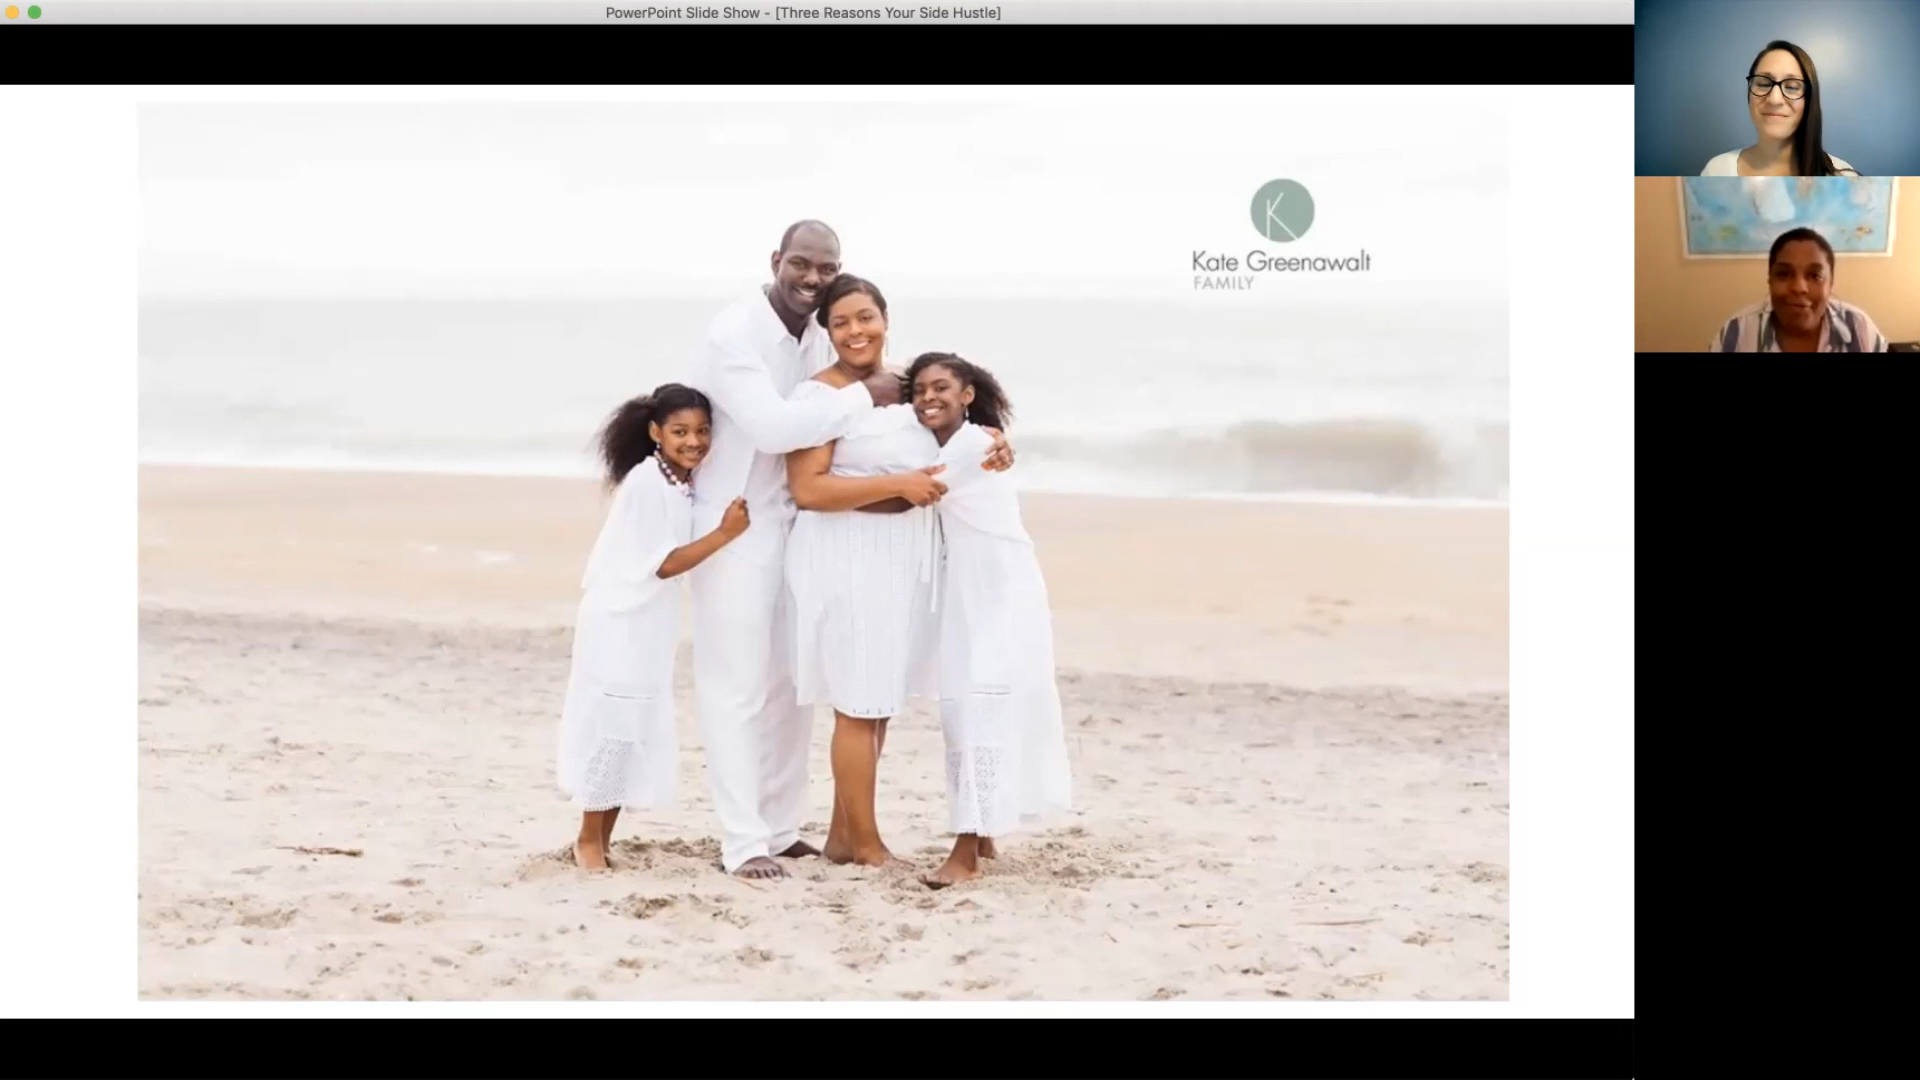 PowerPoint Slide Show - [Three Reasons Your Side Hustle]
K
Kate Greenawalt
FAMILY